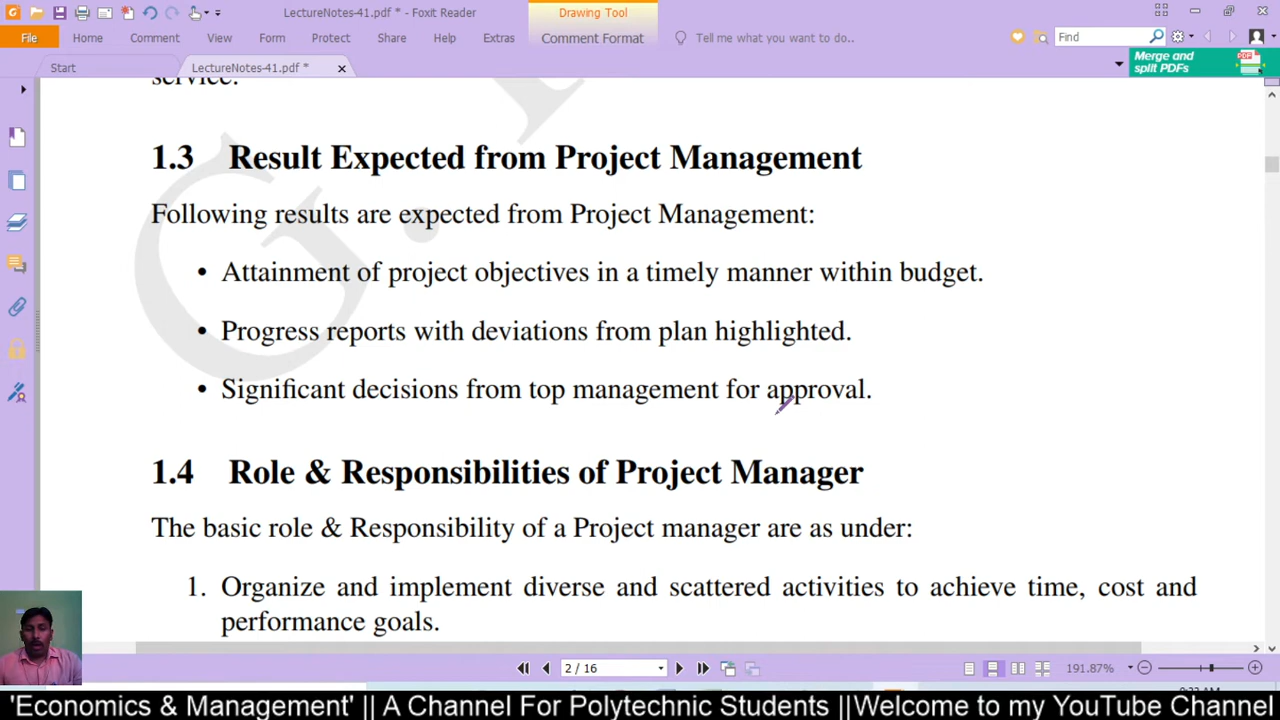 LectureNotes-41.pdf * - Foxit Reader
Drawing Tool
File Home Comment View Form Protect Share Help Extras Comment Format Tell me what you want to do.. Find
Start LectureNotes-41.pdf *
Merge and
split PDFs
service.
1.3 Result Expected from Project Management
Following results are expected from Project Management:
• Attainment of project objectives in a timely manner within budget.
• Progress reports with deviations from plan highlighted.
• Significant decisions from top management for approval.
1.4 Role & Responsibilities of Project Manager
The basic role & Responsibility of a Project manager are as under:
1. Organize and implement diverse and scattered activities to achieve time, cost and
performance goals.
2 / 16
191.87%
'Economics & Management' || A Channel For Polytechnic Students ||Welcome to my YouTube Channel